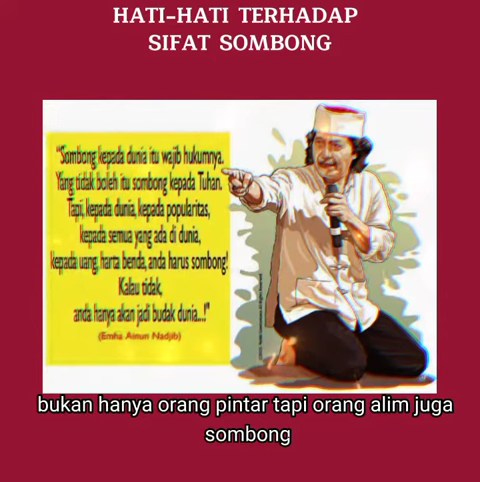 HATI-HATI TERHADAP
SIFAT SOMBONG
"Sombong kepada dunia itu wajib hukumnya.
Yang tidak boleh itu sombong kepada Tuhan.
Tapi, kepada dunia, kepada popularitas,
kepada semua yang ada di dunia,
kepada uang, harta benda, anda harus sombong!
Kalau tidak,
anda hanya akan jadi budak dunia...!"
(Emha Ainun Nadjib)
bukan hanya orang pintar tapi orang alim juga
sombong